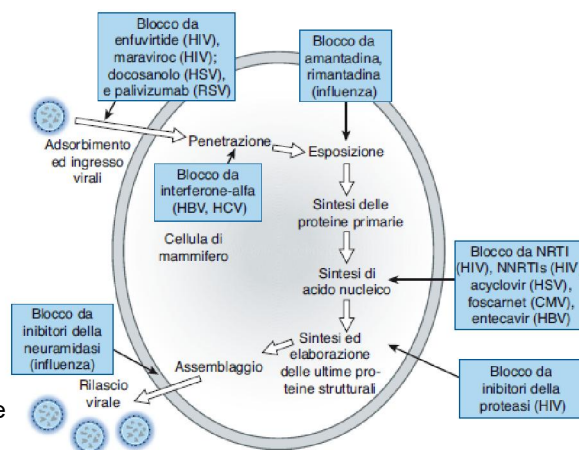 Blocco da
enfuvirtide (HIV),
maraviroc (HIV);
docosanolo (HSV),
e palivizumab (RSV)
Blocco da
amantadina,
rimantadina
(influenza)
Adsorbimento
ed ingresso
virali
Penetrazione
Esposizione
Blocco da
interferone-alfa
(HBV, HCV)
Sintesi delle
proteine primarie
Cellula di
mammifero
Sintesi di
acido nucleico
Blocco da NRTI
(HIV), NNRTIs (HIV
acyclovir (HSV),
foscarnet (CMV),
entecavir (HBV)
Blocco da
inibitori della
neuramidasi
(influenza)
Sintesi ed
elaborazione
delle ultime pro-
teine strutturali
Assemblaggio
Blocco da
inibitori della
proteasi (HIV)
Rilascio
virale
e